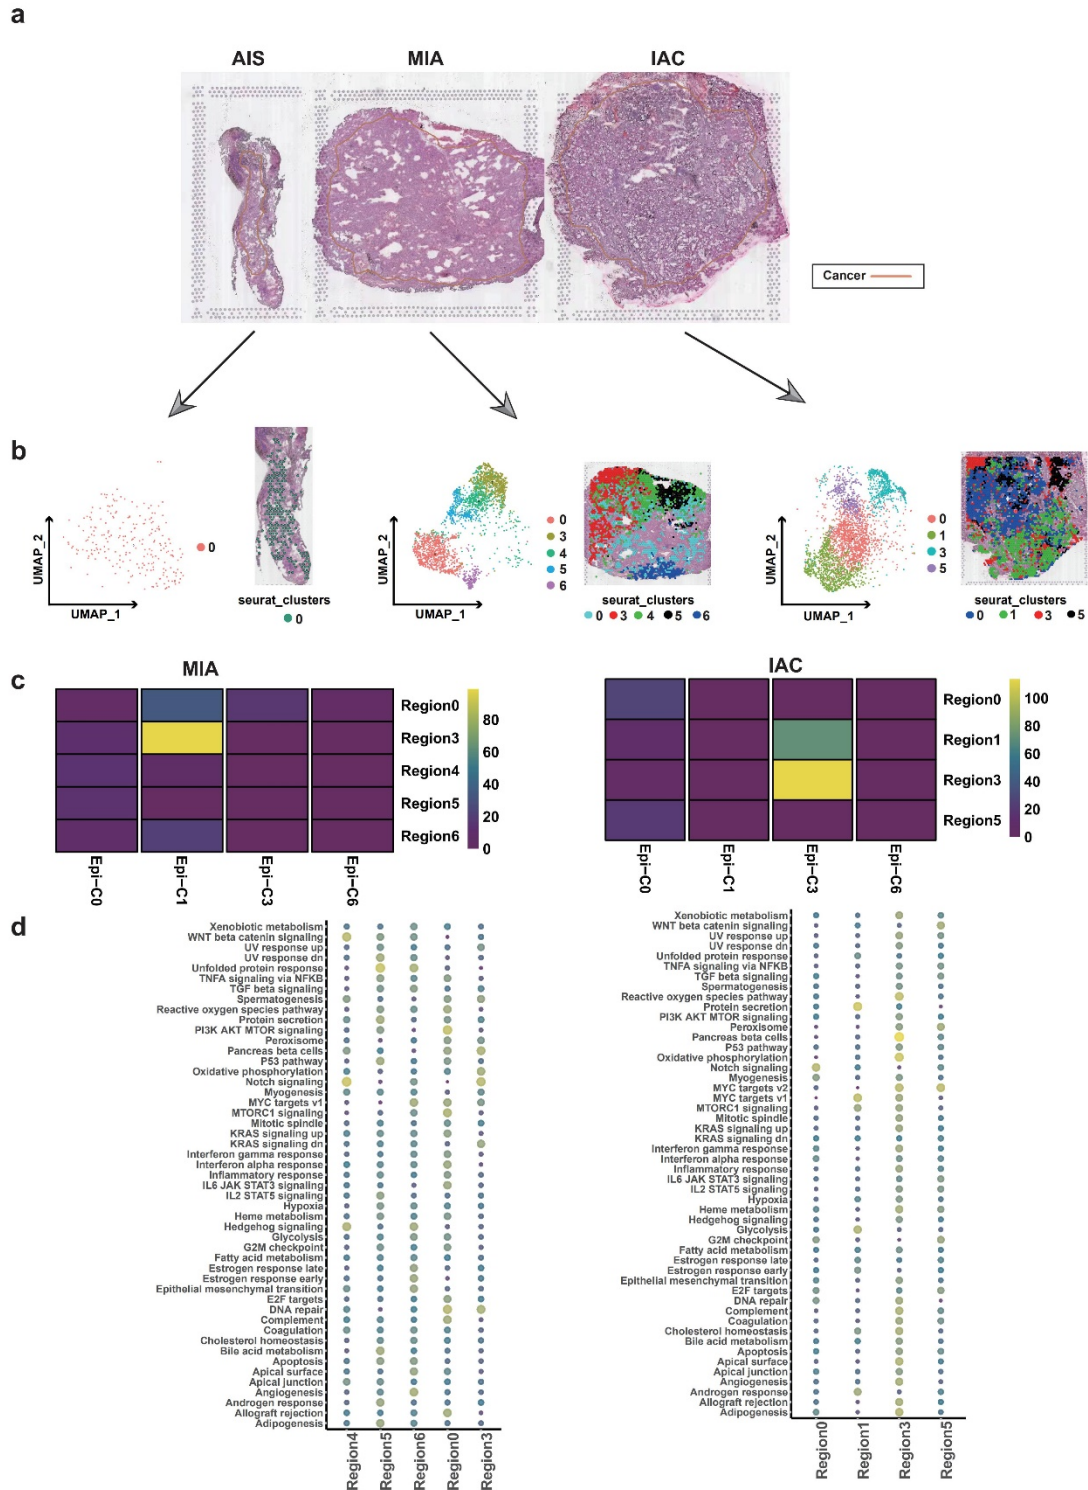 a
AIS MIA IAC
Cancer
b
UMAP_2
UMAP_1
0
seurat_clusters
0
UMAP_2
UMAP_1
0
3
4
5
6
seurat_clusters
0 3 4 5 6
UMAP_2
UMAP_1
0
1
3
5
seurat_clusters
0 1 3 5
c
MIA
Region0
Region3
Region4
Region5
Region6
80
60
40
20
0
Epi-C0 Epi-C1 Epi-C3 Epi-C6
IAC
Region0
Region1
Region3
Region5
100
80
60
40
20
0
Epi-C0 Epi-C1 Epi-C3 Epi-C6
d
Xenobiotic metabolism
WNT beta catenin signaling
UV response up
UV response dn
Unfolded protein response
TNFA signaling via NFKB
TGF beta signaling
Spermatogenesis
Reactive oxygen species pathway
Protein secretion
PI3K AKT MTOR signaling
Peroxisome
Pancreas beta cells
P53 pathway
Oxidative phosphorylation
Notch signaling
Myogenesis
MYC targets v1
MTORC1 signaling
Mitotic spindle
KRAS signaling up
KRAS signaling dn
Interferon gamma response
Interferon alpha response
Inflammatory response
IL6 JAK STAT3 signaling
IL2 STAT5 signaling
Hypoxia
Heme metabolism
Hedgehog signaling
Glycolysis
G2M checkpoint
Fatty acid metabolism
Estrogen response late
Estrogen response early
Epithelial mesenchymal transition
E2F targets
DNA repair
Complement
Coagulation
Cholesterol homeostasis
Bile acid metabolism
Apoptosis
Apical surface
Apical junction
Angiogenesis
Androgen response
Allograft rejection
Adipogenesis
Region4 Region5 Region6 Region0 Region3
Xenobiotic metabolism
WNT beta catenin signaling
UV response up
UV response dn
Unfolded protein response
TNFA signaling via NFKB
TGF beta signaling
Spermatogenesis
Reactive oxygen species pathway
Protein secretion
PI3K AKT MTOR signaling
Peroxisome
Pancreas beta cells
P53 pathway
Oxidative phosphorylation
Notch signaling
Myogenesis
MYC targets v2
MYC targets v1
MTORC1 signaling
Mitotic spindle
KRAS signaling up
KRAS signaling dn
Interferon gamma response
Interferon alpha response
Inflammatory response
IL6 JAK STAT3 signaling
IL2 STAT5 signaling
Hypoxia
Heme metabolism
Hedgehog signaling
Glycolysis
G2M checkpoint
Fatty acid metabolism
Estrogen response late
Estrogen response early
Epithelial mesenchymal transition
E2F targets
DNA repair
Complement
Coagulation
Cholesterol homeostasis
Bile acid metabolism
Apoptosis
Apical surface
Apical junction
Angiogenesis
Androgen response
Allograft rejection
Adipogenesis
Region0 Region1 Region3 Region5